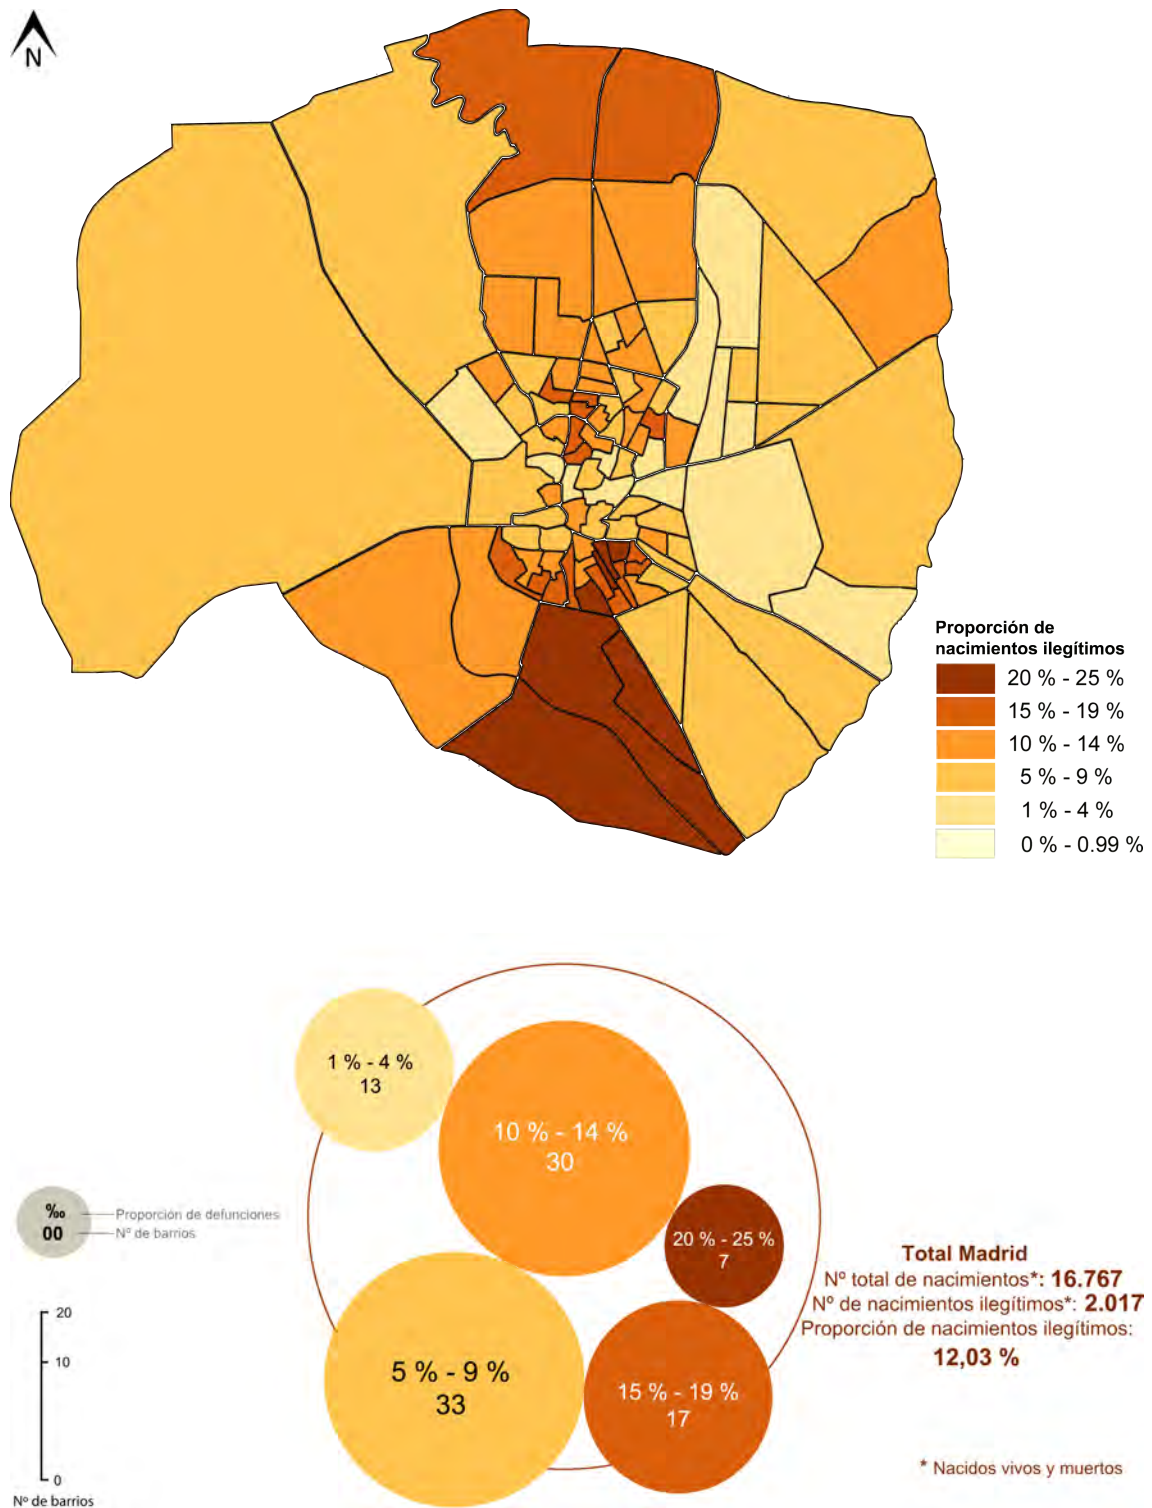 N
Proporción de
nacimientos ilegítimos
20 % - 25 %
15 % - 19 %
10 % - 14 %
5 % - 9 %
1 % - 4 %
0 % - 0.99 %
1 % - 4 %
13
10 % - 14 %
30
20 % - 25 %
7
5 % - 9 %
33
15 % - 19 %
17
‰
00
Proporción de defunciones
Nº de barrios
20
10
0
Nº de barrios
Total Madrid
Nº total de nacimientos*: 16.767
Nº de nacimientos ilegítimos*: 2.017
Proporción de nacimientos ilegítimos:
12,03 %
* Nacidos vivos y muertos